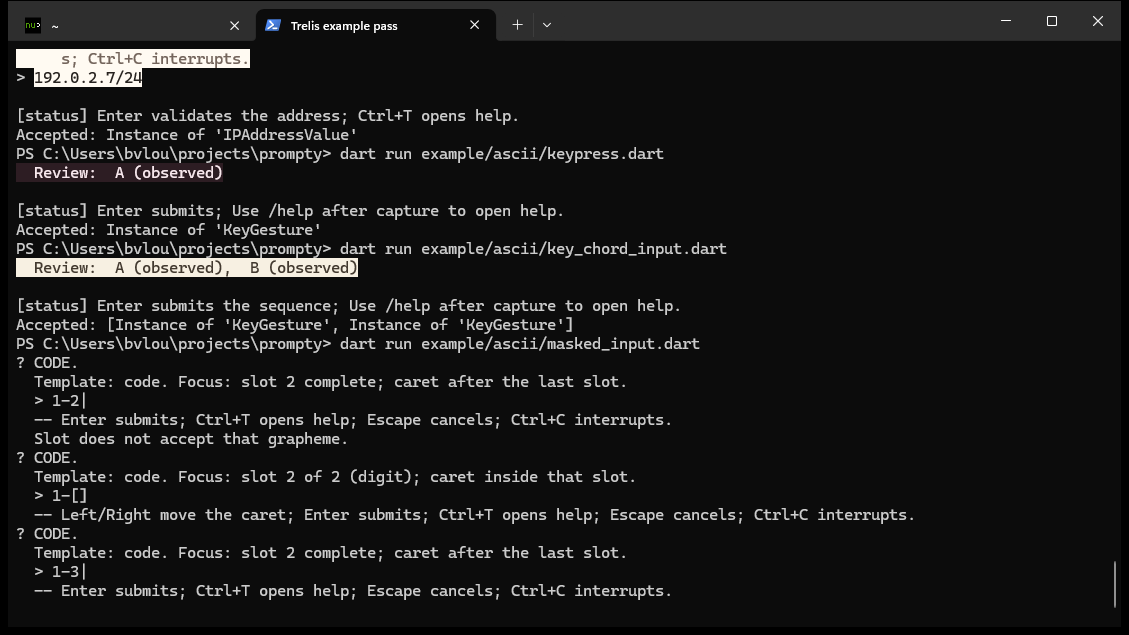 nu> ~
Trelis example pass
s; Ctrl+C interrupts.
> 192.0.2.7/24
[status] Enter validates the address; Ctrl+T opens help.
Accepted: Instance of 'IPAddressValue'
PS C:\Users\bvlou\projects\prompty> dart run example/ascii/keypress.dart
Review:  A (observed)
[status] Enter submits; Use /help after capture to open help.
Accepted: Instance of 'KeyGesture'
PS C:\Users\bvlou\projects\prompty> dart run example/ascii/key_chord_input.dart
Review:  A (observed),  B (observed)
[status] Enter submits the sequence; Use /help after capture to open help.
Accepted: [Instance of 'KeyGesture', Instance of 'KeyGesture']
PS C:\Users\bvlou\projects\prompty> dart run example/ascii/masked_input.dart
? CODE.
Template: code. Focus: slot 2 complete; caret after the last slot.
> 1-2|
-- Enter submits; Ctrl+T opens help; Escape cancels; Ctrl+C interrupts.
Slot does not accept that grapheme.
? CODE.
Template: code. Focus: slot 2 of 2 (digit); caret inside that slot.
> 1-[]
-- Left/Right move the caret; Enter submits; Ctrl+T opens help; Escape cancels; Ctrl+C interrupts.
? CODE.
Template: code. Focus: slot 2 complete; caret after the last slot.
> 1-3|
-- Enter submits; Ctrl+T opens help; Escape cancels; Ctrl+C interrupts.